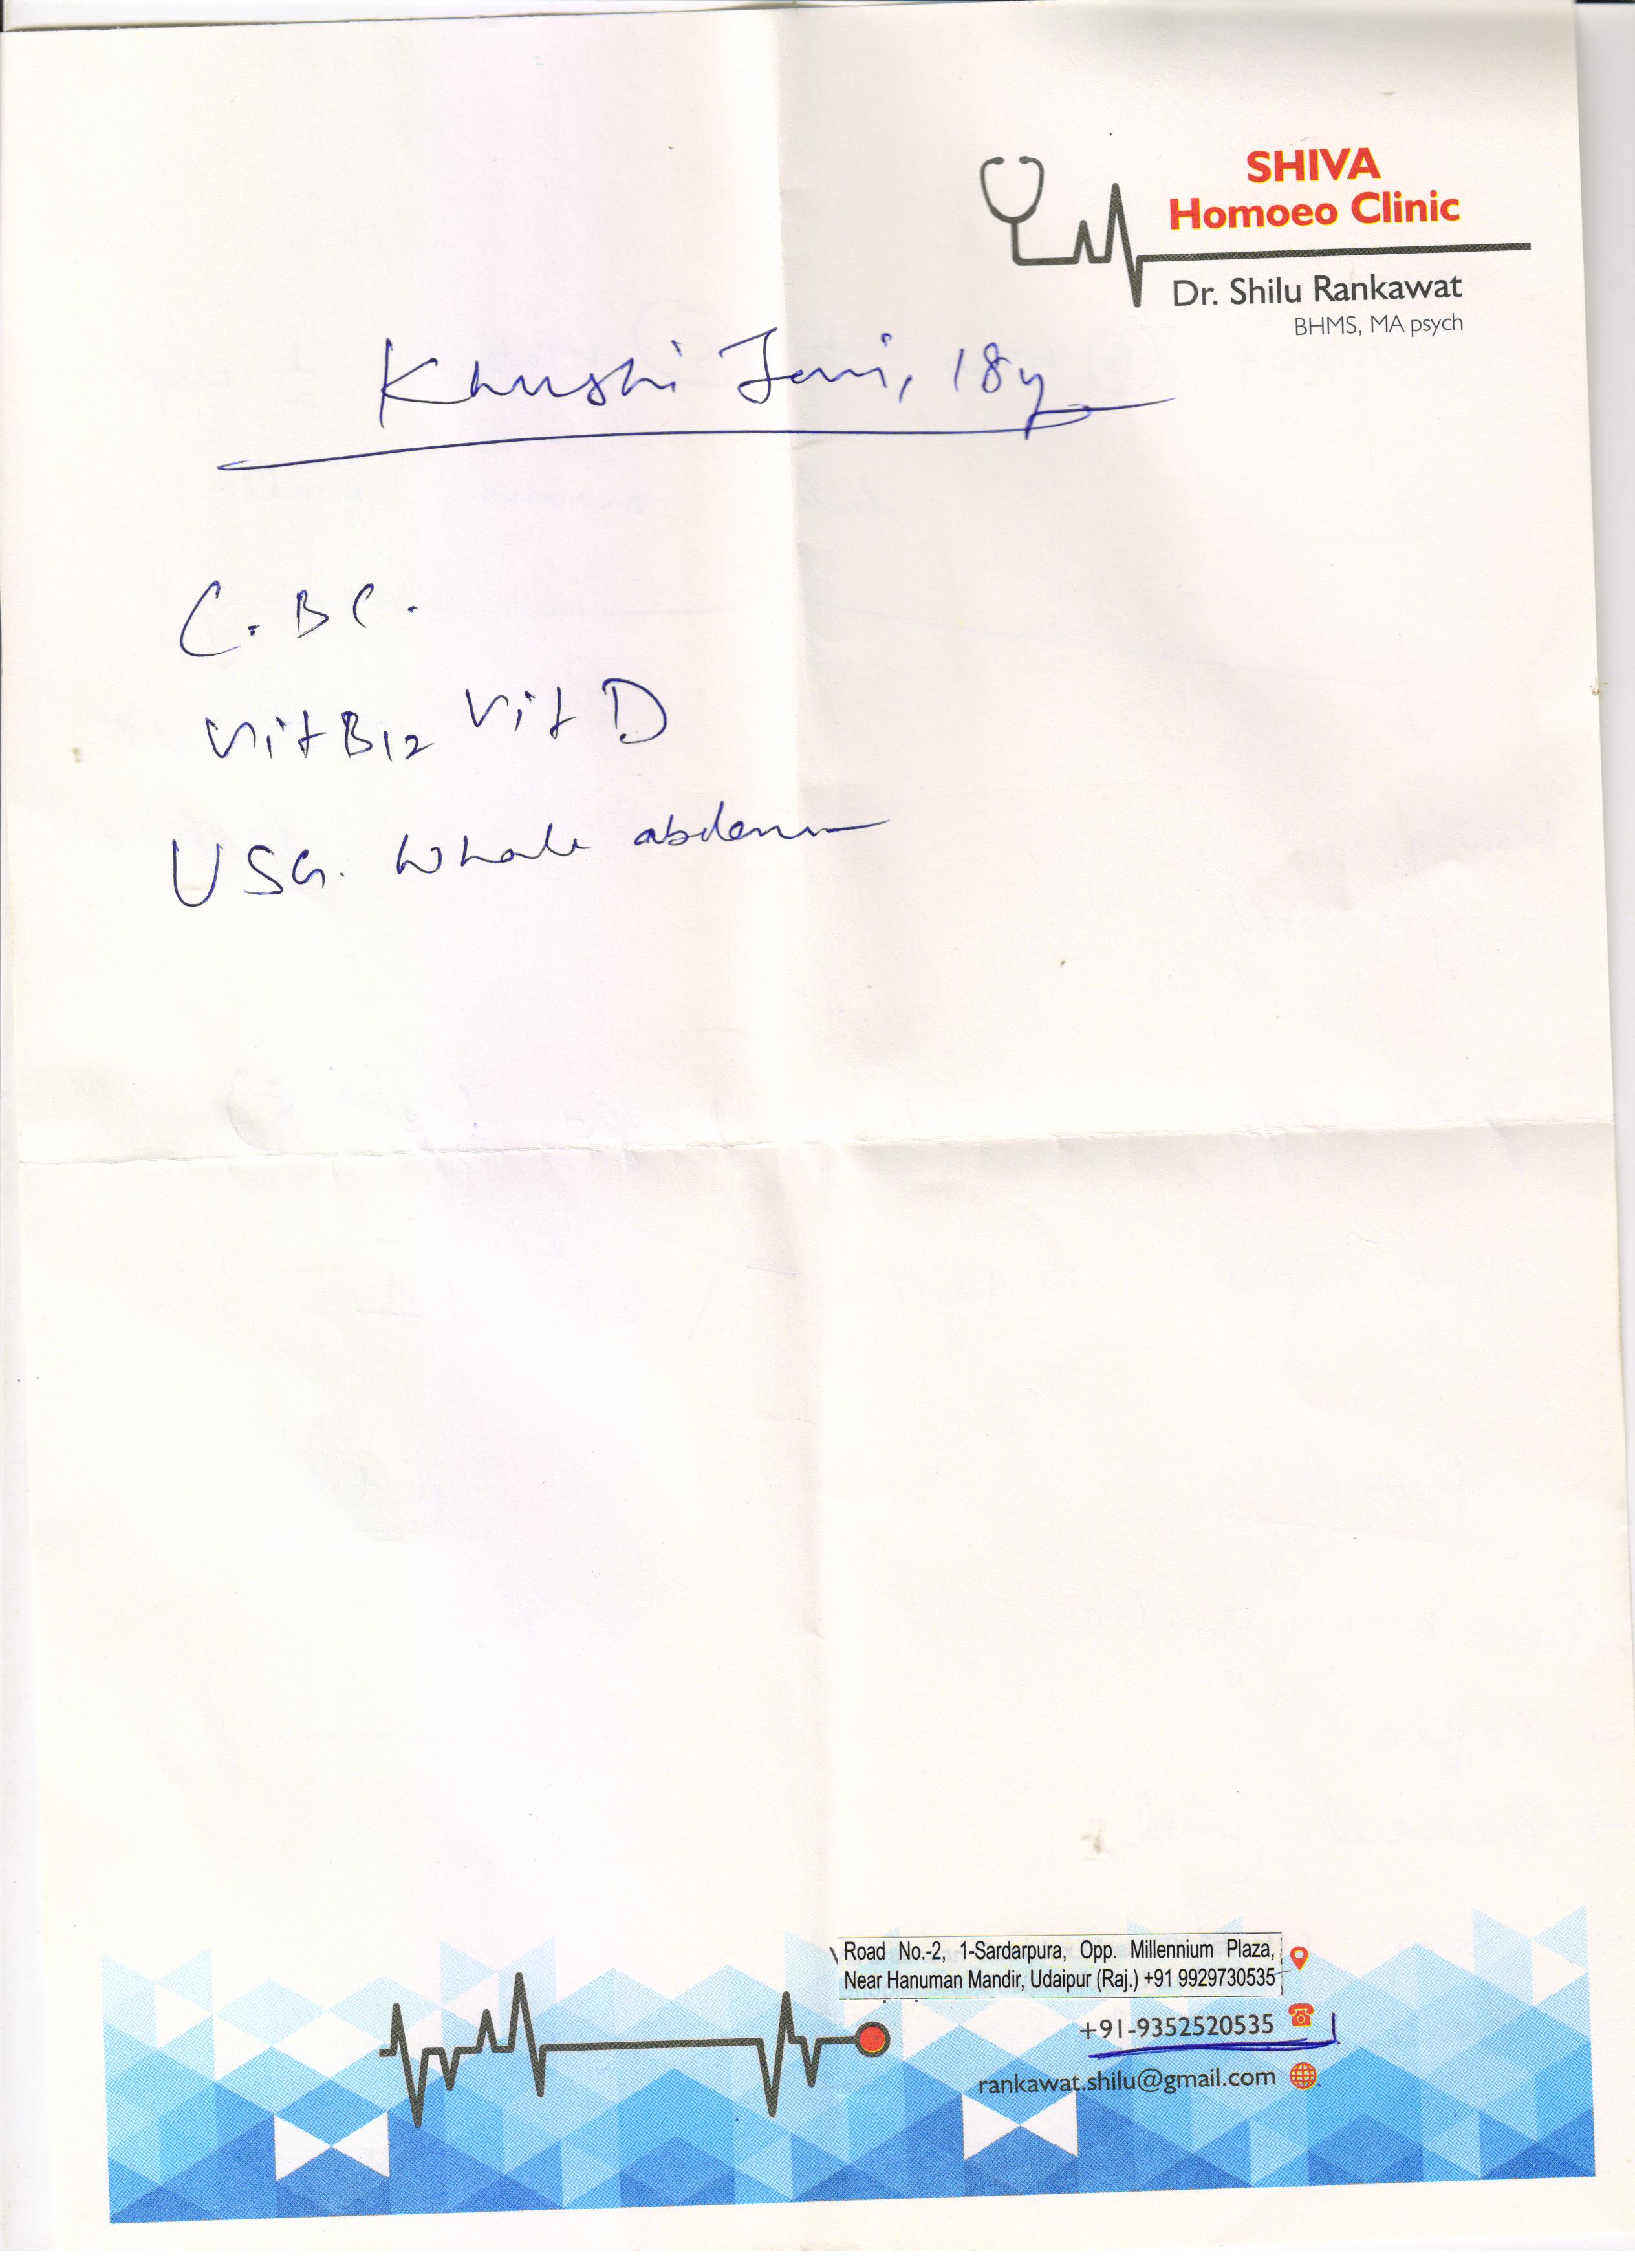 SHIVA
Homoeo Clinic
Dr. Shilu Rankawat
BHMS, MA psych
Khushi Jani, 18y
C.BC.
Vit B12 Vit D
USG. Whole abdomen
Road No.-2, 1-Sardarpura, Opp. Millennium Plaza,
Near Hanuman Mandir, Udaipur (Raj.) +91 9929730535
+91-9352520535
rankawat.shilu@gmail.com